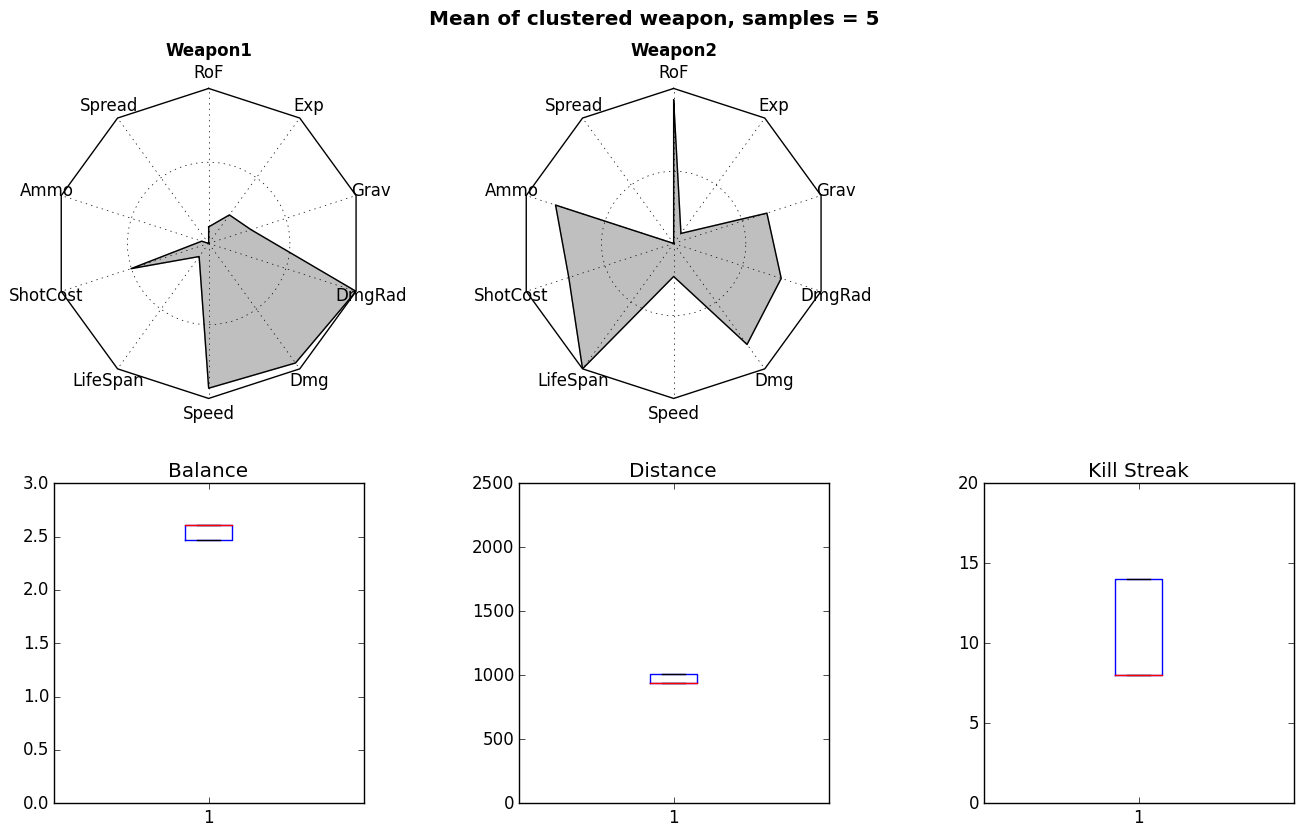 Mean of clustered weapon, samples = 5
Weapon1
RoF
Spread
Exp
Ammo
Grav
ShotCost
DmgRad
LifeSpan
Dmg
Speed
Weapon2
RoF
Spread
Exp
Ammo
Grav
ShotCost
DmgRad
LifeSpan
Dmg
Speed
Balance
3.0
2.5
2.0
1.5
1.0
0.5
0.0
1
Distance
2500
2000
1500
1000
500
0
1
Kill Streak
20
15
10
5
0
1